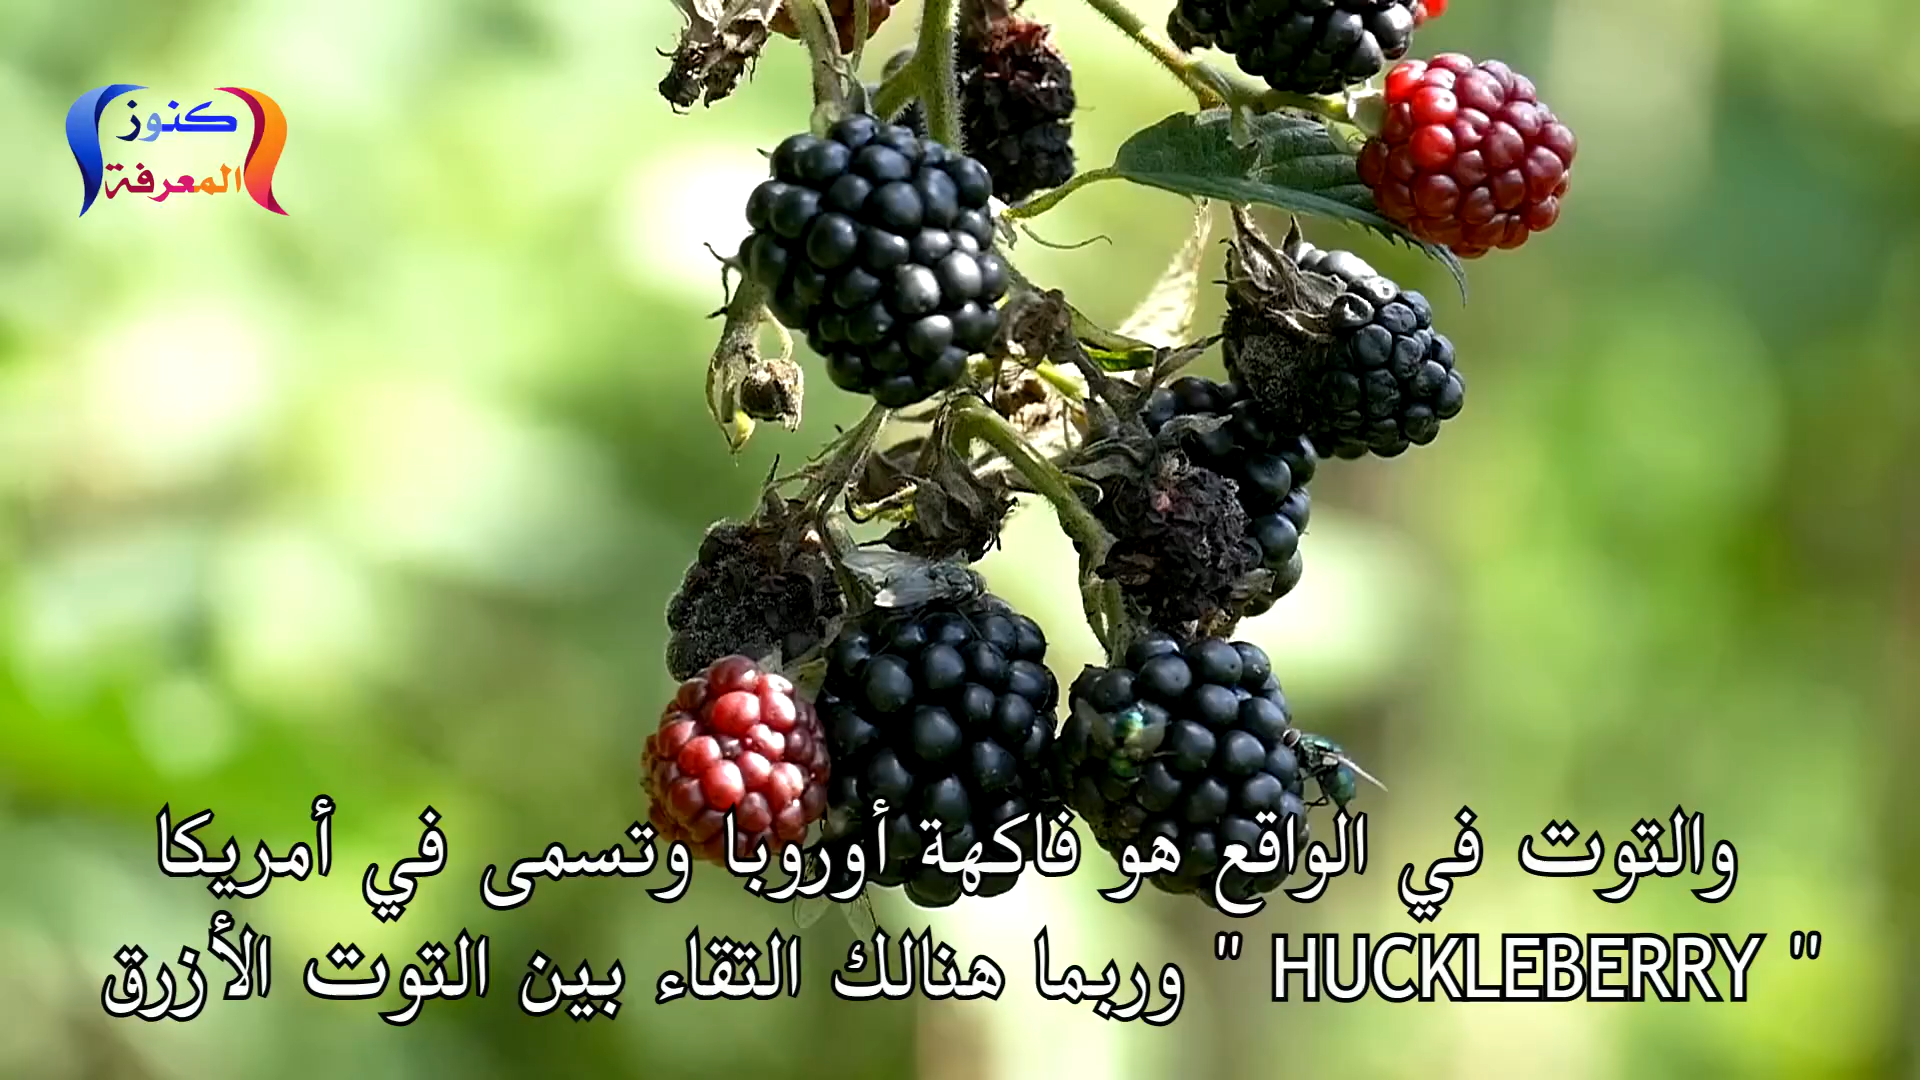 كنوز
المعرفة
والتوت في الواقع هو فاكهة أوروبا وتسمى في أمريكا
" HUCKLEBERRY " وربما هنالك التقاء بين التوت الأزرق